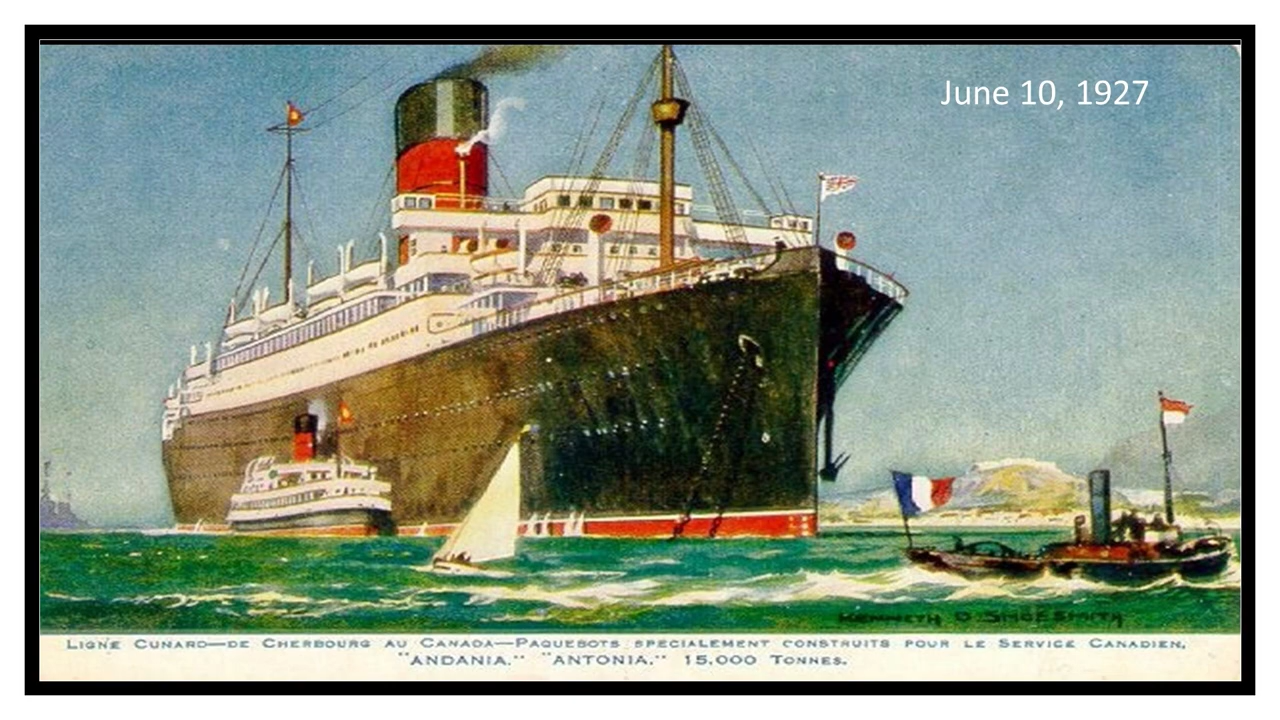 June 10, 1927
KENNETH D SHOESMITH
LIGNE CUNARD—DE CHERBOURG AU CANADA—PAQUEBOTS SPECIALEMENT CONSTRUITS POUR LE SERVICE CANADIEN.
"ANDANIA." "ANTONIA." 15,000 TONNES.